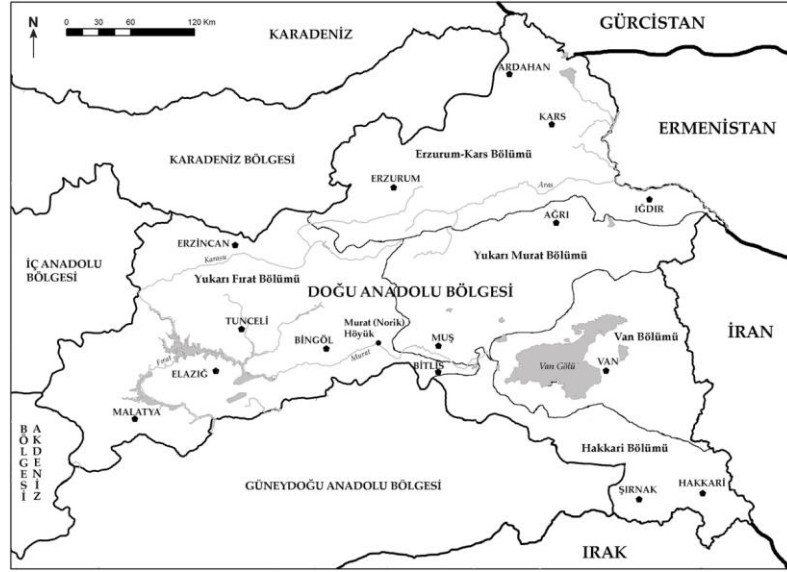 N
0 30 60 120 Km
KARADENİZ
GÜRCİSTAN
ARDAHAN
KARS
ERMENİSTAN
KARADENİZ BÖLGESİ
Erzurum-Kars Bölümü
ERZURUM
Aras
IĞDIR
AĞRI
ERZİNCAN
İÇ ANADOLU
BÖLGESİ
Karasu
Yukarı Fırat Bölümü
Yukarı Murat Bölümü
DOĞU ANADOLU BÖLGESİ
TUNCELİ
BİNGÖL
Murat (Norik)
Höyük
MUŞ
Van Bölümü
İRAN
Fırat
ELAZIĞ
Murat
BİTLİS
Van Gölü
VAN
MALATYA
AKDENİZ
BÖLGESİ
Hakkari Bölümü
GÜNEYDOĞU ANADOLU BÖLGESİ
ŞIRNAK
HAKKARİ
IRAK